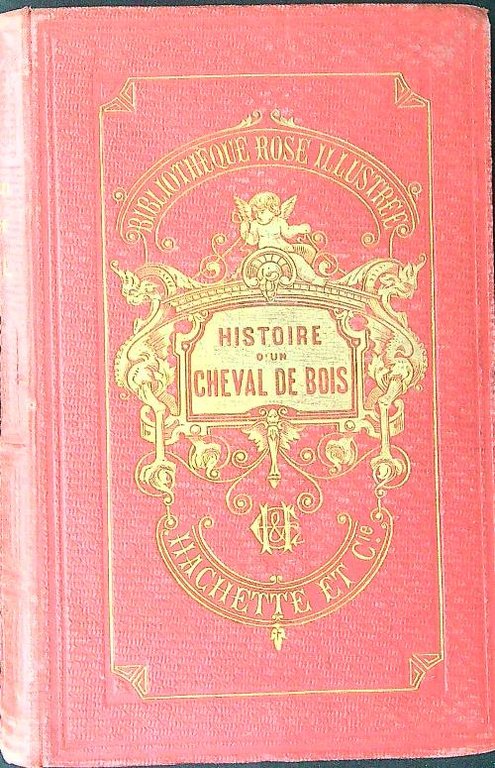 BIBLIOTHÈQUE ROSE ILLUSTRÉE
HISTOIRE
D'UN
CHEVAL DE BOIS
H&C
HACHETTE ET Cie